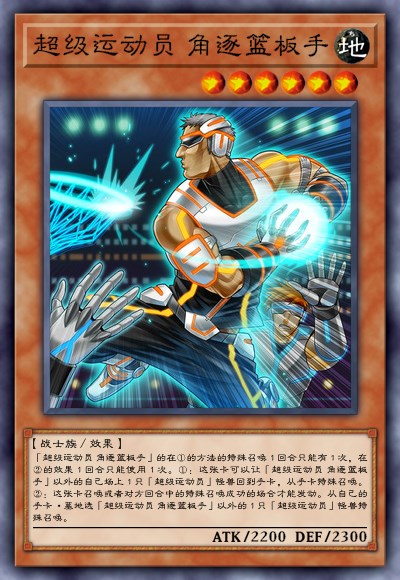 超级运动员 角逐篮板手 地
【战士族／效果】
「超级运动员 角逐篮板手」的在①的方法的特殊召唤1回合只能有1次，在
②的效果1回合只能使用1次。①：这张卡可以让「超级运动员 角逐篮板手」
以外的自己场上1只「超级运动员」怪兽回到手卡，从手卡特殊召唤。
②：这张卡召唤或者对方回合中的特殊召唤成功的场合才能发动。从自己的
手卡·墓地选「超级运动员 角逐篮板手」以外的1只「超级运动员」怪兽特
殊召唤。
ATK/2200 DEF/2300